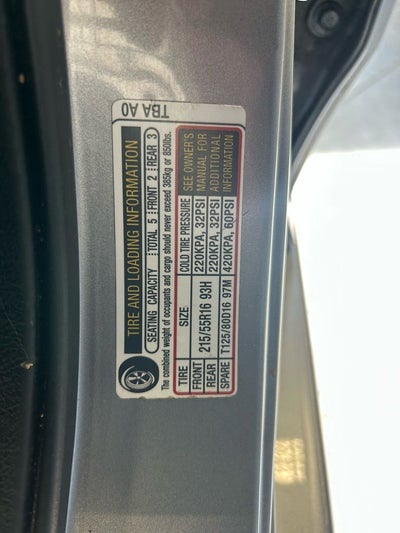 TBA A0
TIRE AND LOADING INFORMATION
SEATING CAPACITY TOTAL 5 FRONT 2 REAR 3
The combined weight of occupants and cargo should never exceed 385kg or 850lbs.
TIRE SIZE COLD TIRE PRESSURE
FRONT 215/55R16 93H 220KPA, 32PSI
REAR 220KPA, 32PSI
SPARE T125/80D16 97M 420KPA, 60PSI
SEE OWNER'S
MANUAL FOR
ADDITIONAL
INFORMATION